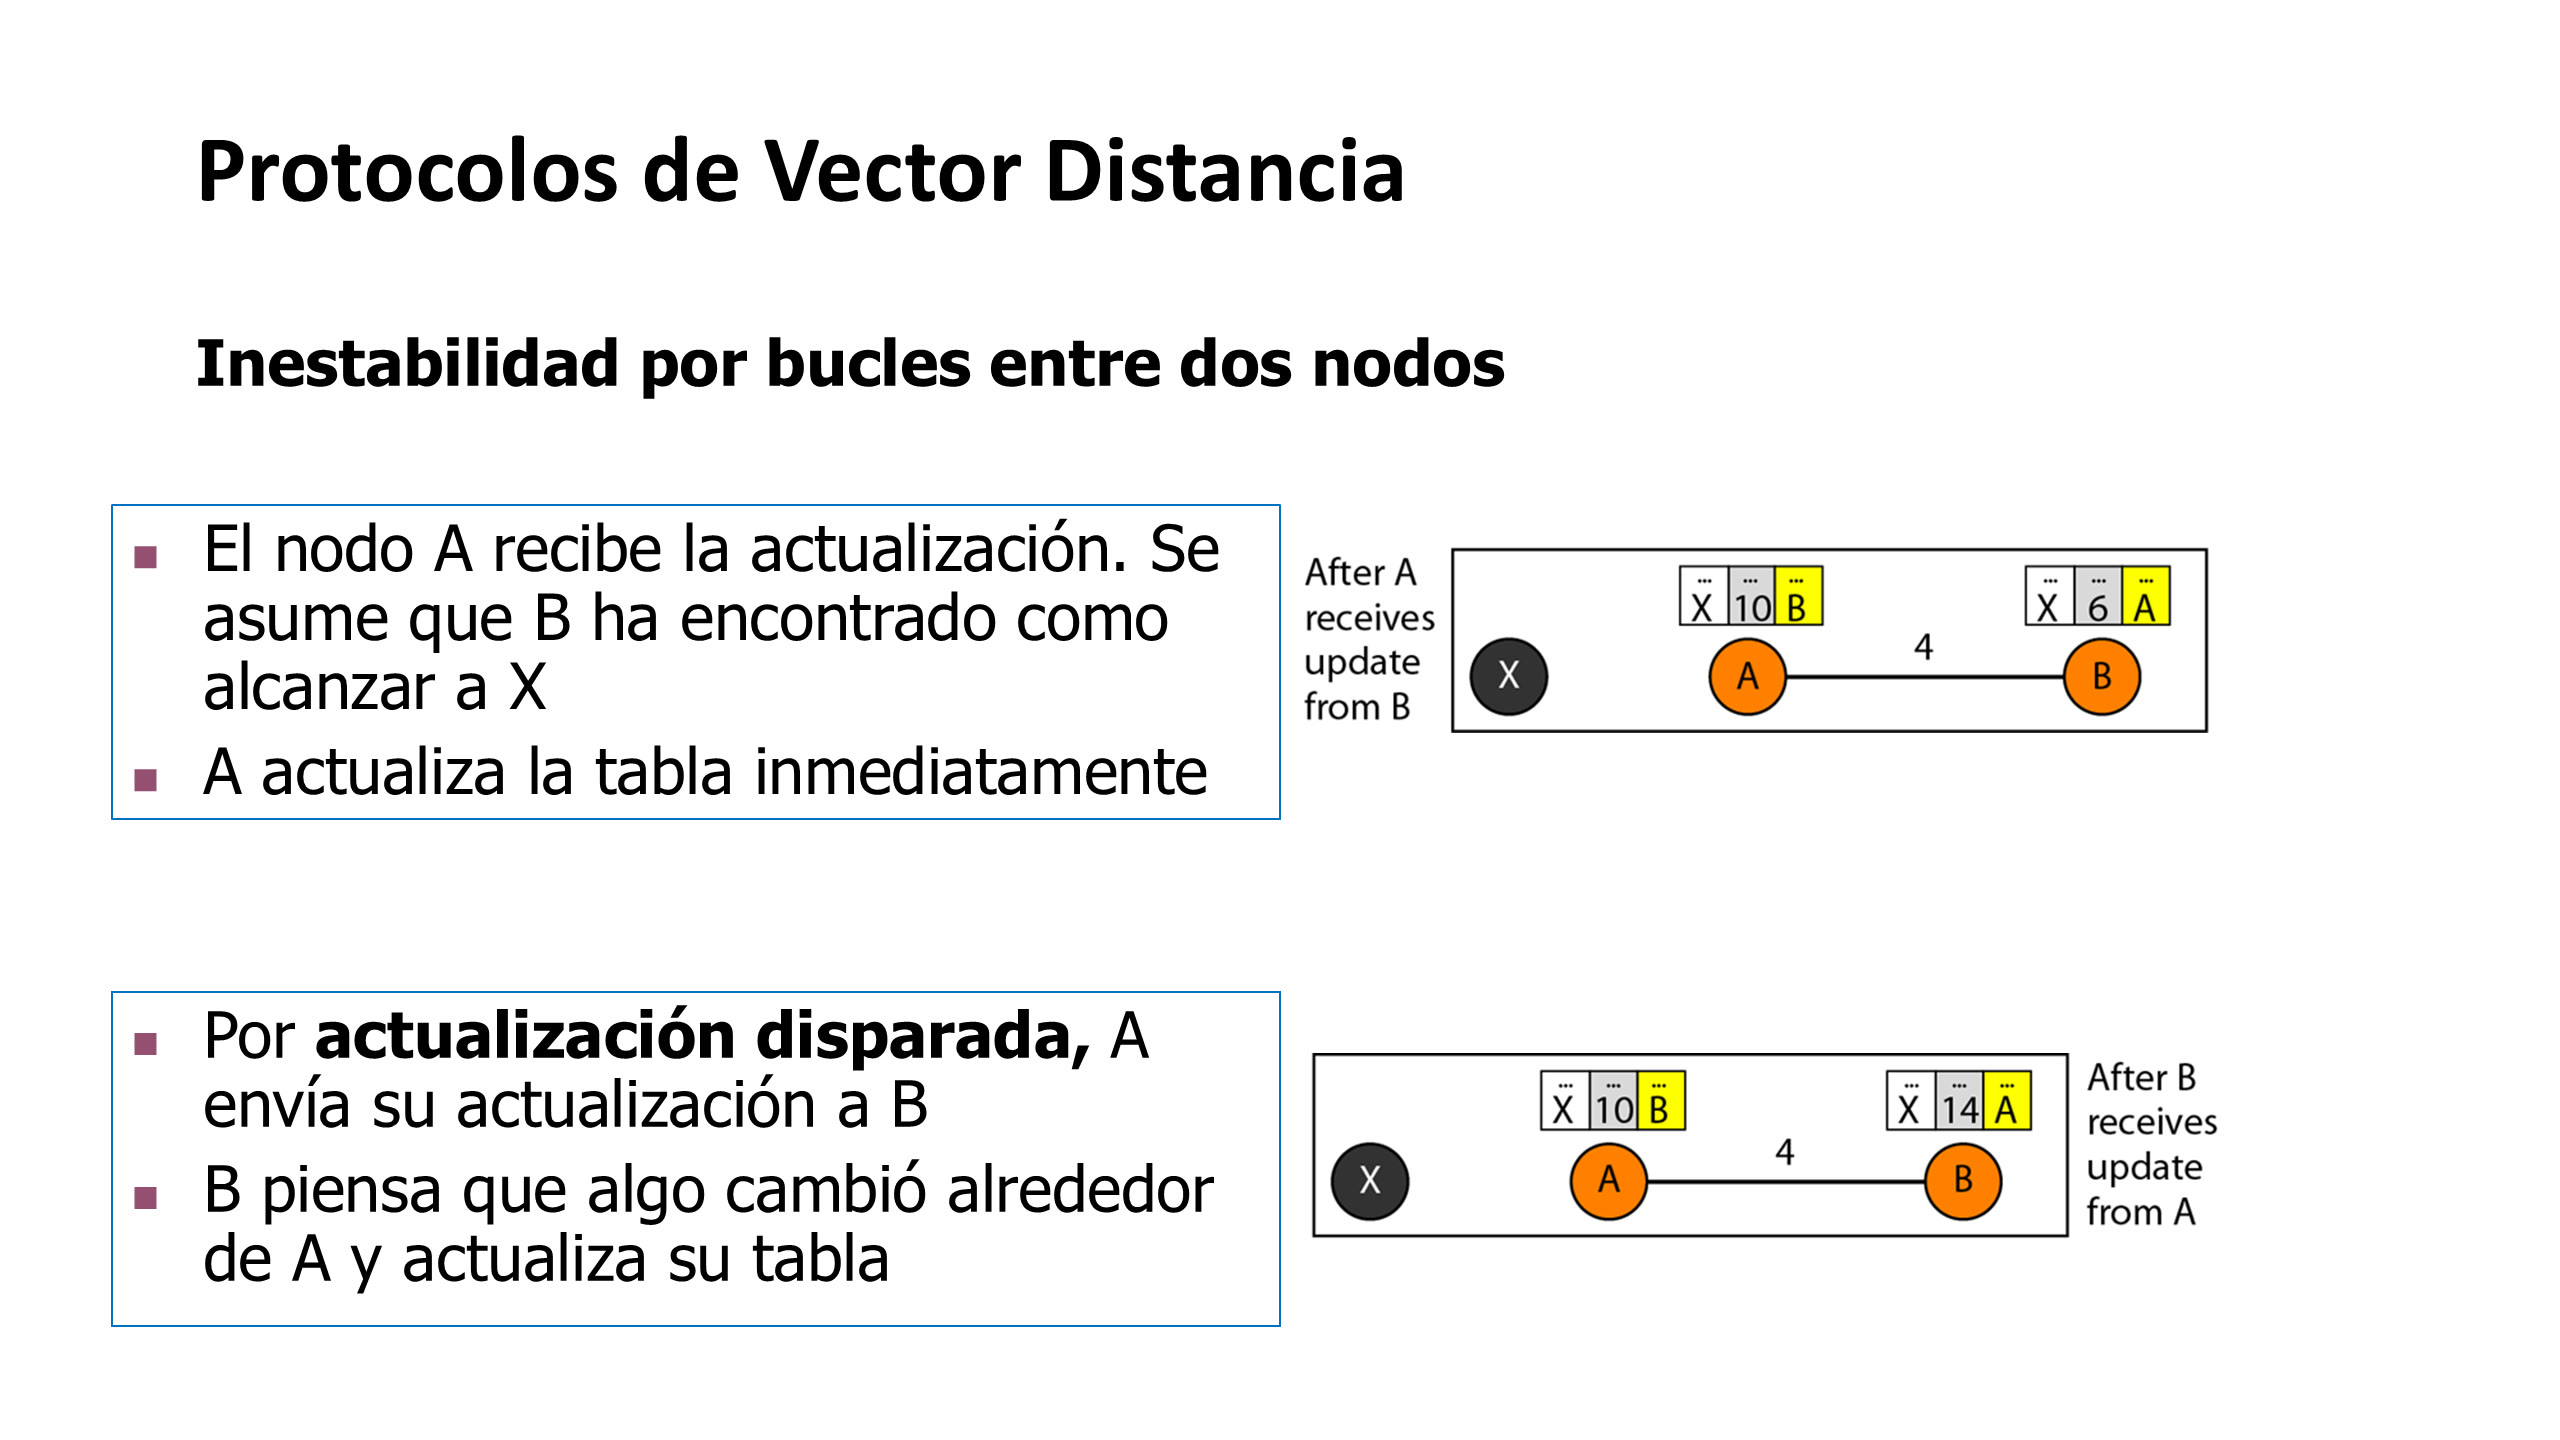 Protocolos de Vector Distancia
Inestabilidad por bucles entre dos nodos
El nodo A recibe la actualización. Se
asume que B ha encontrado como
alcanzar a X
A actualiza la tabla inmediatamente
After A
receives
update
from B
... ... ...
X 10 B
... ... ...
X 6 A
4
X
A
B
Por actualización disparada, A
envía su actualización a B
B piensa que algo cambió alrededor
de A y actualiza su tabla
... ... ...
X 10 B
... ... ...
X 14 A
4
X
A
B
After B
receives
update
from A